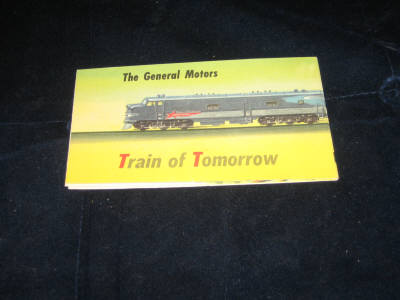 The General Motors
Train of Tomorrow